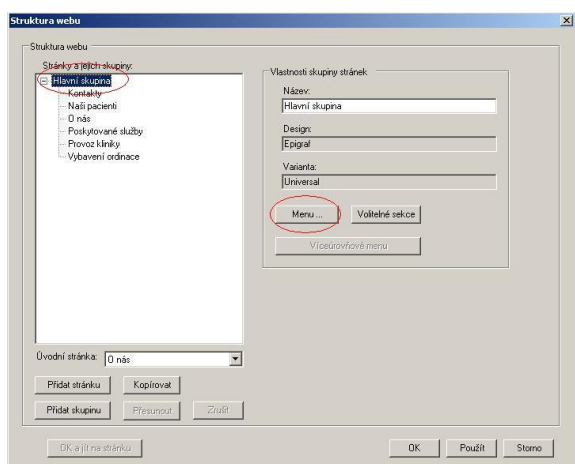 Struktura webu
Struktura webu
Stránky a jejich skupiny:
Hlavní skupina
Kontakty
Naši pacienti
O nás
Poskytované služby
Provoz kliniky
Vybavení ordinace
Úvodní stránka: O nás
Přidat stránku Kopírovat
Přidat skupinu Přesunout Zrušit
Vlastnosti skupiny stránek
Název:
Hlavní skupina
Design:
Epigraf
Varianta:
Universal
Menu ... Volitelné sekce
Víceúrovňové menu
OK a jít na stránku OK Použít Storno